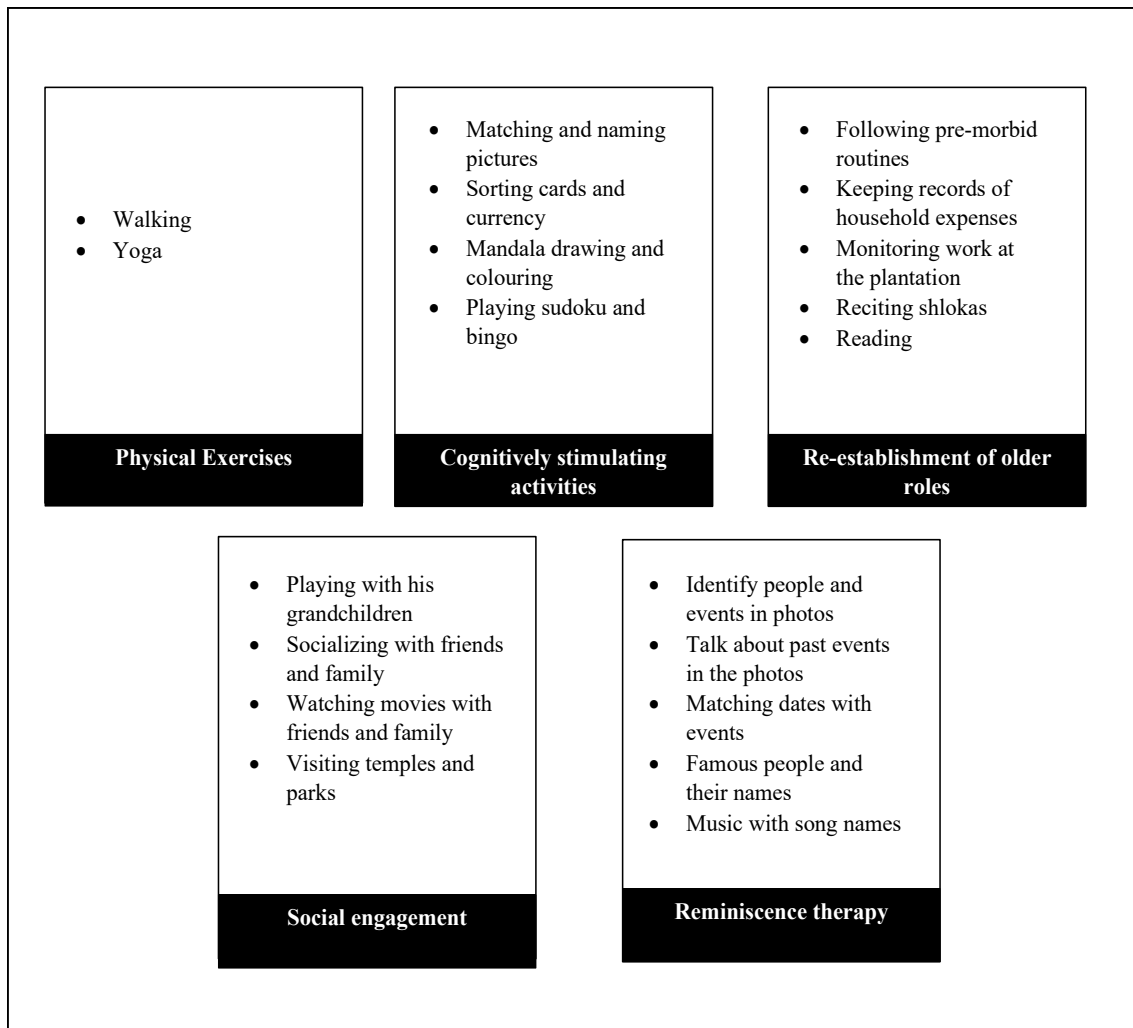 • Walking
• Yoga
Physical Exercises
• Matching and naming
pictures
• Sorting cards and
currency
• Mandala drawing and
colouring
• Playing sudoku and
bingo
Cognitively stimulating
activities
• Following pre-morbid
routines
• Keeping records of
household expenses
• Monitoring work at
the plantation
• Reciting shlokas
• Reading
Re-establishment of older
roles
• Playing with his
grandchildren
• Socializing with friends
and family
• Watching movies with
friends and family
• Visiting temples and
parks
Social engagement
• Identify people and
events in photos
• Talk about past events
in the photos
• Matching dates with
events
• Famous people and
their names
• Music with song names
Reminiscence therapy